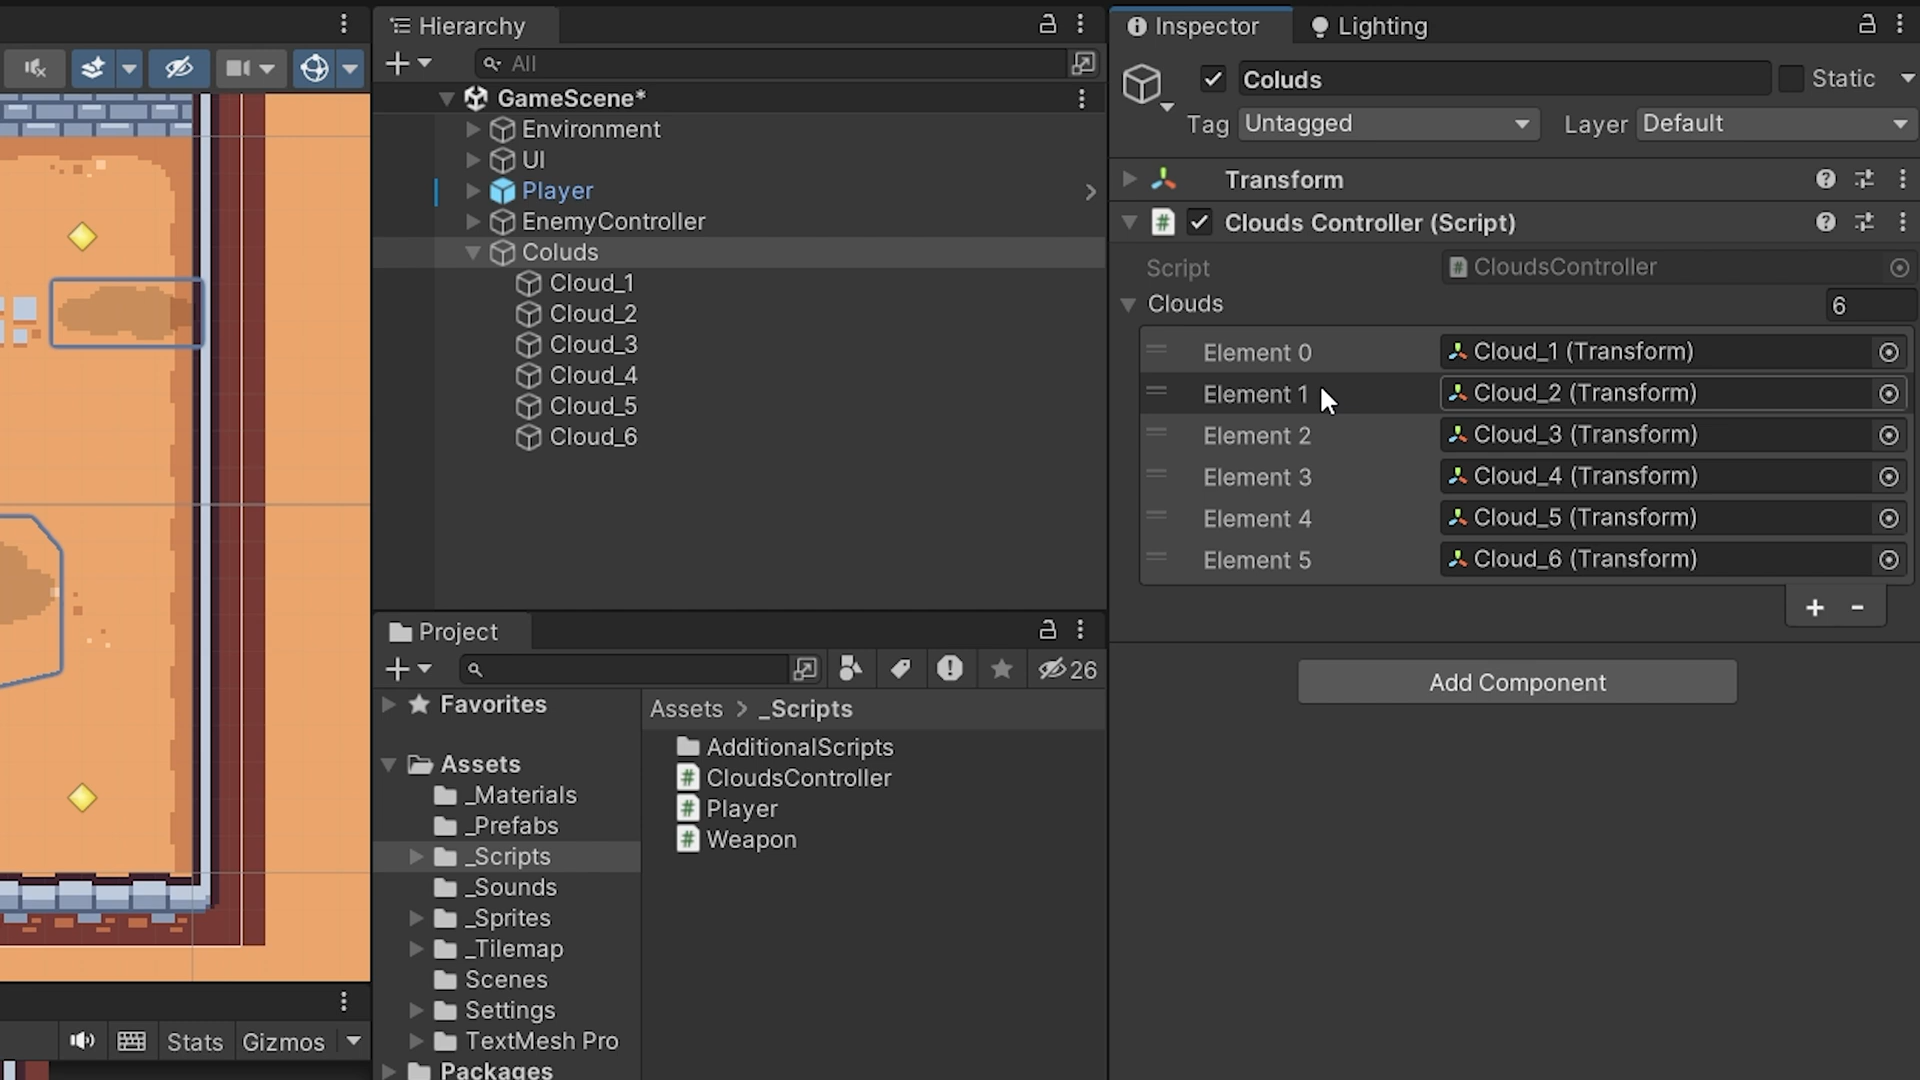 Hierarchy
All
GameScene*
Environment
UI
Player
EnemyController
Coluds
Cloud_1
Cloud_2
Cloud_3
Cloud_4
Cloud_5
Cloud_6
Project
26
Favorites
Assets
_Materials
_Prefabs
_Scripts
_Sounds
_Sprites
_Tilemap
Scenes
Settings
TextMesh Pro
Packages
Assets > _Scripts
AdditionalScripts
CloudsController
Player
Weapon
Stats Gizmos
Inspector Lighting
Coluds Static
Tag Untagged Layer Default
Transform
Clouds Controller (Script)
Script CloudsController
Clouds 6
Element 0 Cloud_1 (Transform)
Element 1 Cloud_2 (Transform)
Element 2 Cloud_3 (Transform)
Element 3 Cloud_4 (Transform)
Element 4 Cloud_5 (Transform)
Element 5 Cloud_6 (Transform)
+ -
Add Component